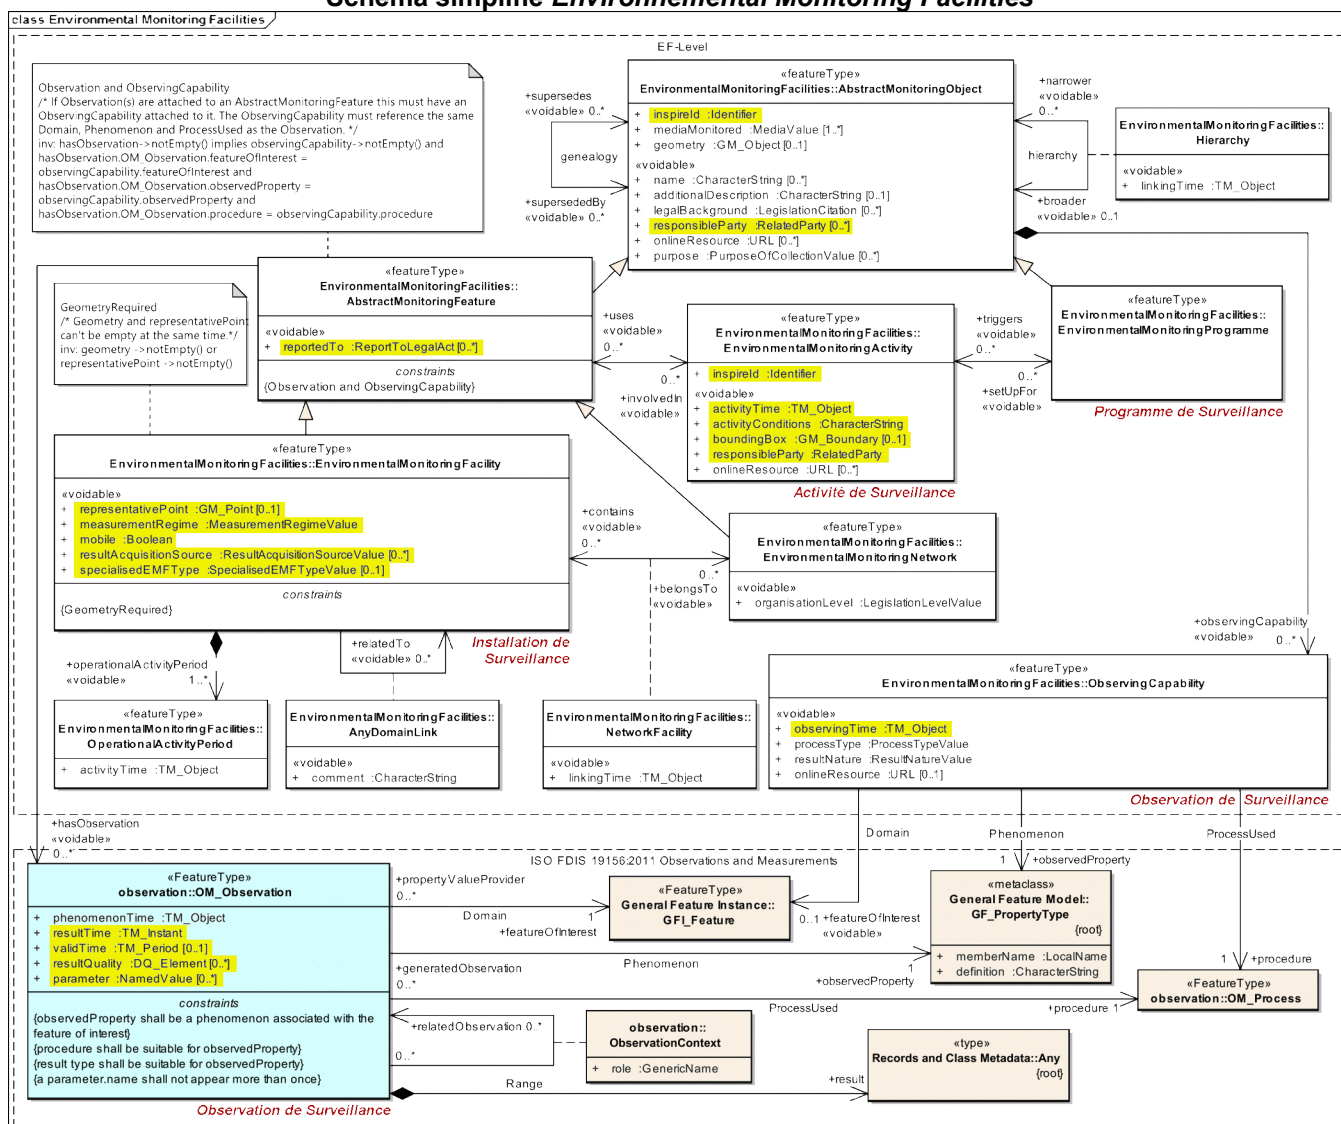 Schéma simplifié Environnemental Monitoring Facilities
class Environmental Monitoring Facilities
EF-Level
Observation and ObservingCapability
/* If Observation(s) are attached to an AbstractMonitoringFeature this must have an
ObservingCapability attached to it. The ObservingCapability must reference the same
Domain, Phenomenon and ProcessUsed as the Observation. */
inv: hasObservation->notEmpty() implies observingCapability->notEmpty() and
hasObservation.OM_Observation.featureOfInterest =
observingCapability.featureOfInterest and
hasObservation.OM_Observation.observedProperty =
observingCapability.observedProperty and
hasObservation.OM_Observation.procedure = observingCapability.procedure
+supersedes
«voidable» 0..*
genealogy
+supersededBy
«voidable» 0..*
«featureType»
EnvironmentalMonitoringFacilities::AbstractMonitoringObject
+ inspireId :Identifier
+ mediaMonitored :MediaValue [1..*]
+ geometry :GM_Object [0..1]
«voidable»
+ name :CharacterString [0..*]
+ additionalDescription :CharacterString [0..1]
+ legalBackground :LegislationCitation [0..*]
+ responsibleParty :RelatedParty [0..*]
+ onlineResource :URL [0..*]
+ purpose :PurposeOfCollectionValue [0..*]
+narrower
«voidable»
0..*
hierarchy
+broader
«voidable» 0..1
EnvironmentalMonitoringFacilities::
Hierarchy
«voidable»
+ linkingTime :TM_Object
GeometryRequired
/* Geometry and representativePoint
can't be empty at the same time.*/
inv: geometry ->notEmpty() or
representativePoint ->notEmpty()
«featureType»
EnvironmentalMonitoringFacilities::
AbstractMonitoringFeature
«voidable»
+ reportedTo :ReportToLegalAct [0..*]
constraints
{Observation and ObservingCapability}
+uses
«voidable»
0..*
0..*
+involvedIn
«voidable»
«featureType»
EnvironmentalMonitoringFacilities::
EnvironmentalMonitoringActivity
+ inspireId :Identifier
«voidable»
+ activityTime :TM_Object
+ activityConditions :CharacterString
+ boundingBox :GM_Boundary [0..1]
+ responsibleParty :RelatedParty
+ onlineResource :URL [0..*]
Activité de Surveillance
+triggers
«voidable»
0..*
0..*
+setUpFor
«voidable»
«featureType»
EnvironmentalMonitoringFacilities::
EnvironmentalMonitoringProgramme
Programme de Surveillance
«featureType»
EnvironmentalMonitoringFacilities::EnvironmentalMonitoringFacility
«voidable»
+ representativePoint :GM_Point [0..1]
+ measurementRegime :MeasurementRegimeValue
+ mobile :Boolean
+ resultAcquisitionSource :ResultAcquisitionSourceValue [0..*]
+ specialisedEMFType :SpecialisedEMFTypeValue [0..1]
constraints
{GeometryRequired}
Installation de
Surveillance
+contains
«voidable»
0..*
0..*
+belongsTo
«voidable»
«featureType»
EnvironmentalMonitoringFacilities::
EnvironmentalMonitoringNetwork
«voidable»
+ organisationLevel :LegislationLevelValue
+operationalActivityPeriod
«voidable»
1..*
+relatedTo
«voidable» 0..*
+observingCapability
«voidable» 0..*
«featureType»
EnvironmentalMonitoringFacilities::
OperationalActivityPeriod
+ activityTime :TM_Object
EnvironmentalMonitoringFacilities::
AnyDomainLink
«voidable»
+ comment :CharacterString
EnvironmentalMonitoringFacilities::
NetworkFacility
«voidable»
+ linkingTime :TM_Object
«featureType»
EnvironmentalMonitoringFacilities::ObservingCapability
«voidable»
+ observingTime :TM_Object
+ processType :ProcessTypeValue
+ resultNature :ResultNatureValue
+ onlineResource :URL [0..1]
Observation de Surveillance
+hasObservation
«voidable»
0..*
Domain
Phenomenon
ProcessUsed
ISO FDIS 19156:2011 Observations and Measurements
1 +observedProperty
«FeatureType»
observation::OM_Observation
+ phenomenonTime :TM_Object
+ resultTime :TM_Instant
+ validTime :TM_Period [0..1]
+ resultQuality :DQ_Element [0..*]
+ parameter :NamedValue [0..*]
constraints
{observedProperty shall be a phenomenon associated with the
feature of interest}
{procedure shall be suitable for observedProperty}
{result type shall be suitable for observedProperty}
{a parameter.name shall not appear more than once}
Observation de Surveillance
+propertyValueProvider
0..*
Domain
1
+featureOfInterest
«FeatureType»
General Feature Instance::
GFI_Feature
0..1 +featureOfInterest
«voidable»
«metaclass»
General Feature Model::
GF_PropertyType
{root}
+ memberName :LocalName
+ definition :CharacterString
+generatedObservation
0..*
Phenomenon
1
+observedProperty
1 +procedure
ProcessUsed
+procedure 1
«FeatureType»
observation::OM_Process
+relatedObservation 0..*
0..*
observation::
ObservationContext
+ role :GenericName
«type»
Records and Class Metadata::Any
{root}
Range
+result